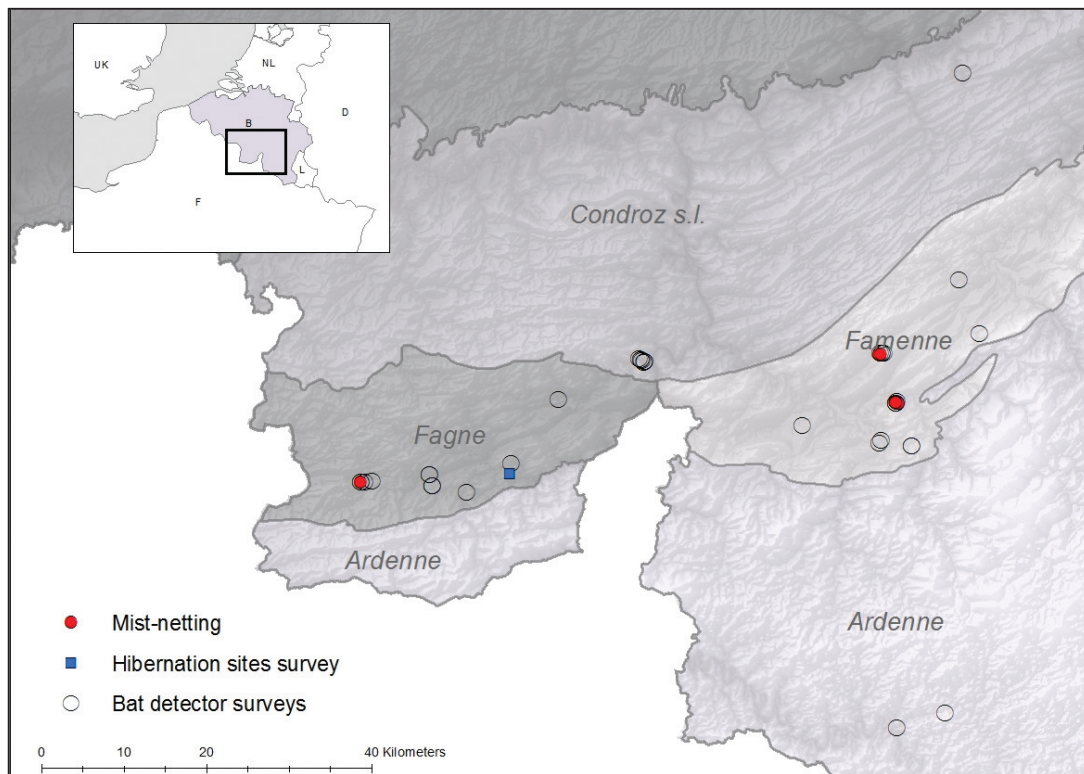 UK
NL
B
D
L
F
Condroz s.l.
Famenne
Fagne
Ardenne
Ardenne
Mist-netting
Hibernation sites survey
Bat detector surveys
0 10 20 40 Kilometers